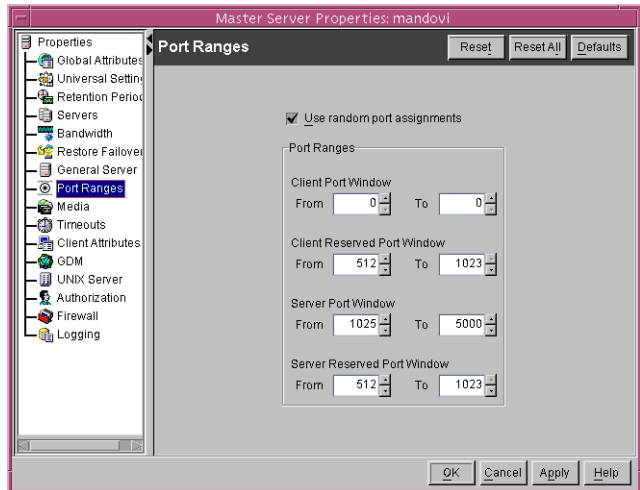 Master Server Properties: mandovi
Properties
Global Attributes
Universal Settin
Retention Period
Servers
Bandwidth
Restore Failover
General Server
Port Ranges
Media
Timeouts
Client Attributes
GDM
UNIX Server
Authorization
Firewall
Logging
Port Ranges
Reset Reset All Defaults
Use random port assignments
Port Ranges
Client Port Window
From 0 To 0
Client Reserved Port Window
From 512 To 1023
Server Port Window
From 1025 To 5000
Server Reserved Port Window
From 512 To 1023
OK Cancel Apply Help